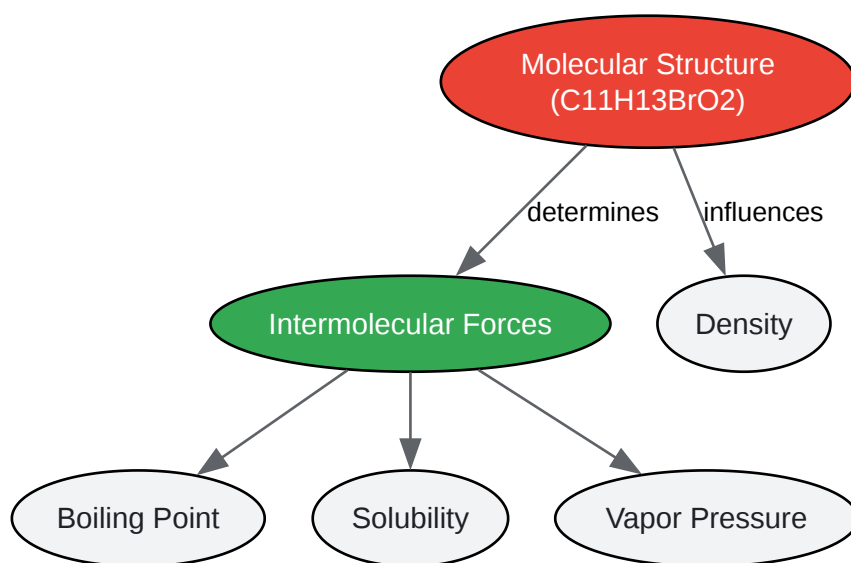 Molecular Structure
(C11H13BrO2)
determines
influences
Intermolecular Forces
Density
Boiling Point
Solubility
Vapor Pressure